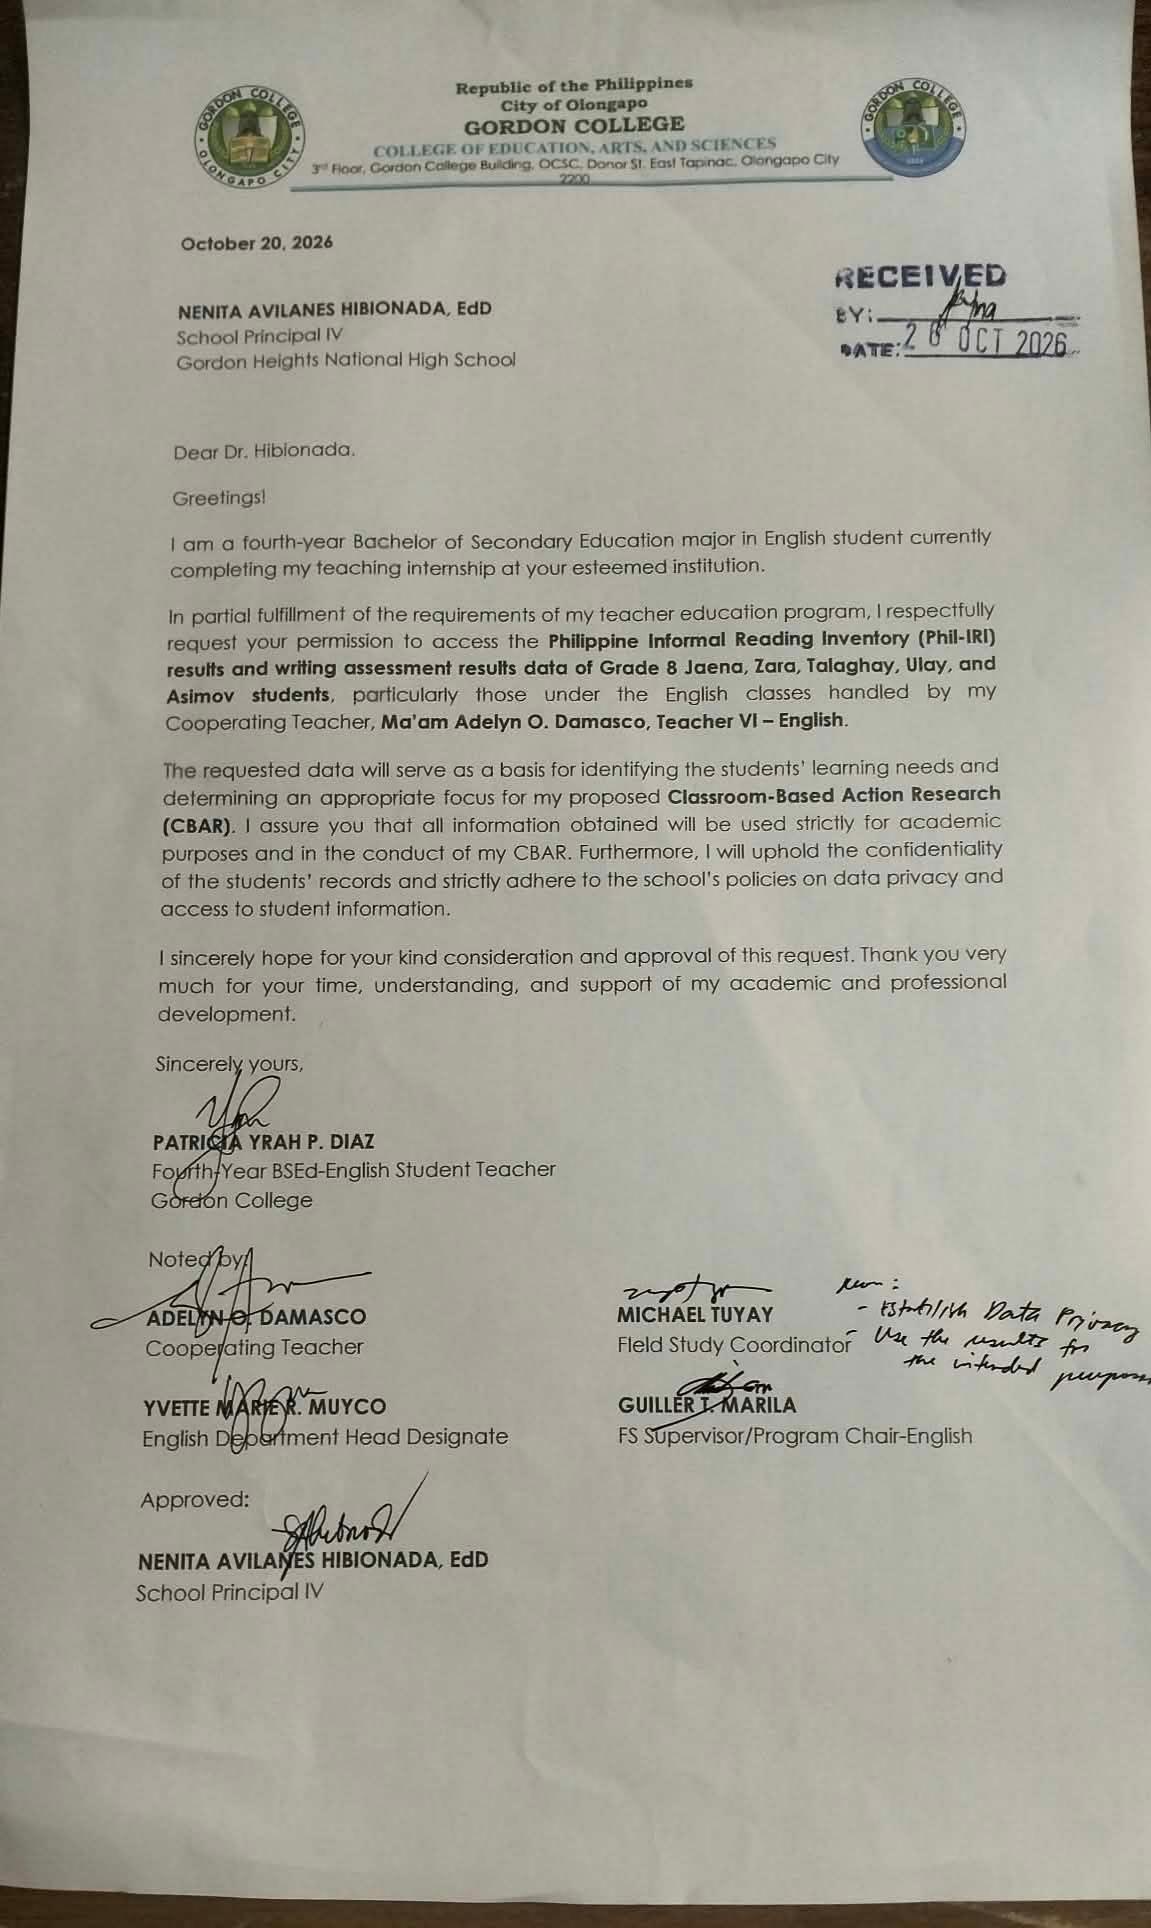 Republic of the Philippines
City of Olongapo
GORDON COLLEGE
COLLEGE OF EDUCATION, ARTS, AND SCIENCES
3rd Floor, Gordon College Building, OCSC, Donor St. East Tapinac, Olongapo City
2200
GORDON COLLEGE
OLONGAPO CITY
GORDON COLLEGE
October 20, 2026
RECEIVED
BY:
DATE: 20 OCT 2026
NENITA AVILANES HIBIONADA, EdD
School Principal IV
Gordon Heights National High School
Dear Dr. Hibionada,
Greetings!
I am a fourth-year Bachelor of Secondary Education major in English student currently
completing my teaching internship at your esteemed institution.
In partial fulfillment of the requirements of my teacher education program, I respectfully
request your permission to access the Philippine Informal Reading Inventory (Phil-IRI)
results and writing assessment results data of Grade 8 Jaena, Zara, Talaghay, Ulay, and
Asimov students, particularly those under the English classes handled by my
Cooperating Teacher, Ma'am Adelyn O. Damasco, Teacher VI – English.
The requested data will serve as a basis for identifying the students' learning needs and
determining an appropriate focus for my proposed Classroom-Based Action Research
(CBAR). I assure you that all information obtained will be used strictly for academic
purposes and in the conduct of my CBAR. Furthermore, I will uphold the confidentiality
of the students' records and strictly adhere to the school's policies on data privacy and
access to student information.
I sincerely hope for your kind consideration and approval of this request. Thank you very
much for your time, understanding, and support of my academic and professional
development.
Sincerely yours,
PATRICIA YRAH P. DIAZ
Fourth-Year BSEd-English Student Teacher
Gordon College
Noted by:
ADELYN O. DAMASCO
Cooperating Teacher
MICHAEL TUYAY
Field Study Coordinator
- Establish Data Privacy
- Use the results for
the intended purpose
YVETTE MARIE R. MUYCO
English Department Head Designate
GUILLER T. MARILA
FS Supervisor/Program Chair-English
Approved:
NENITA AVILANES HIBIONADA, EdD
School Principal IV